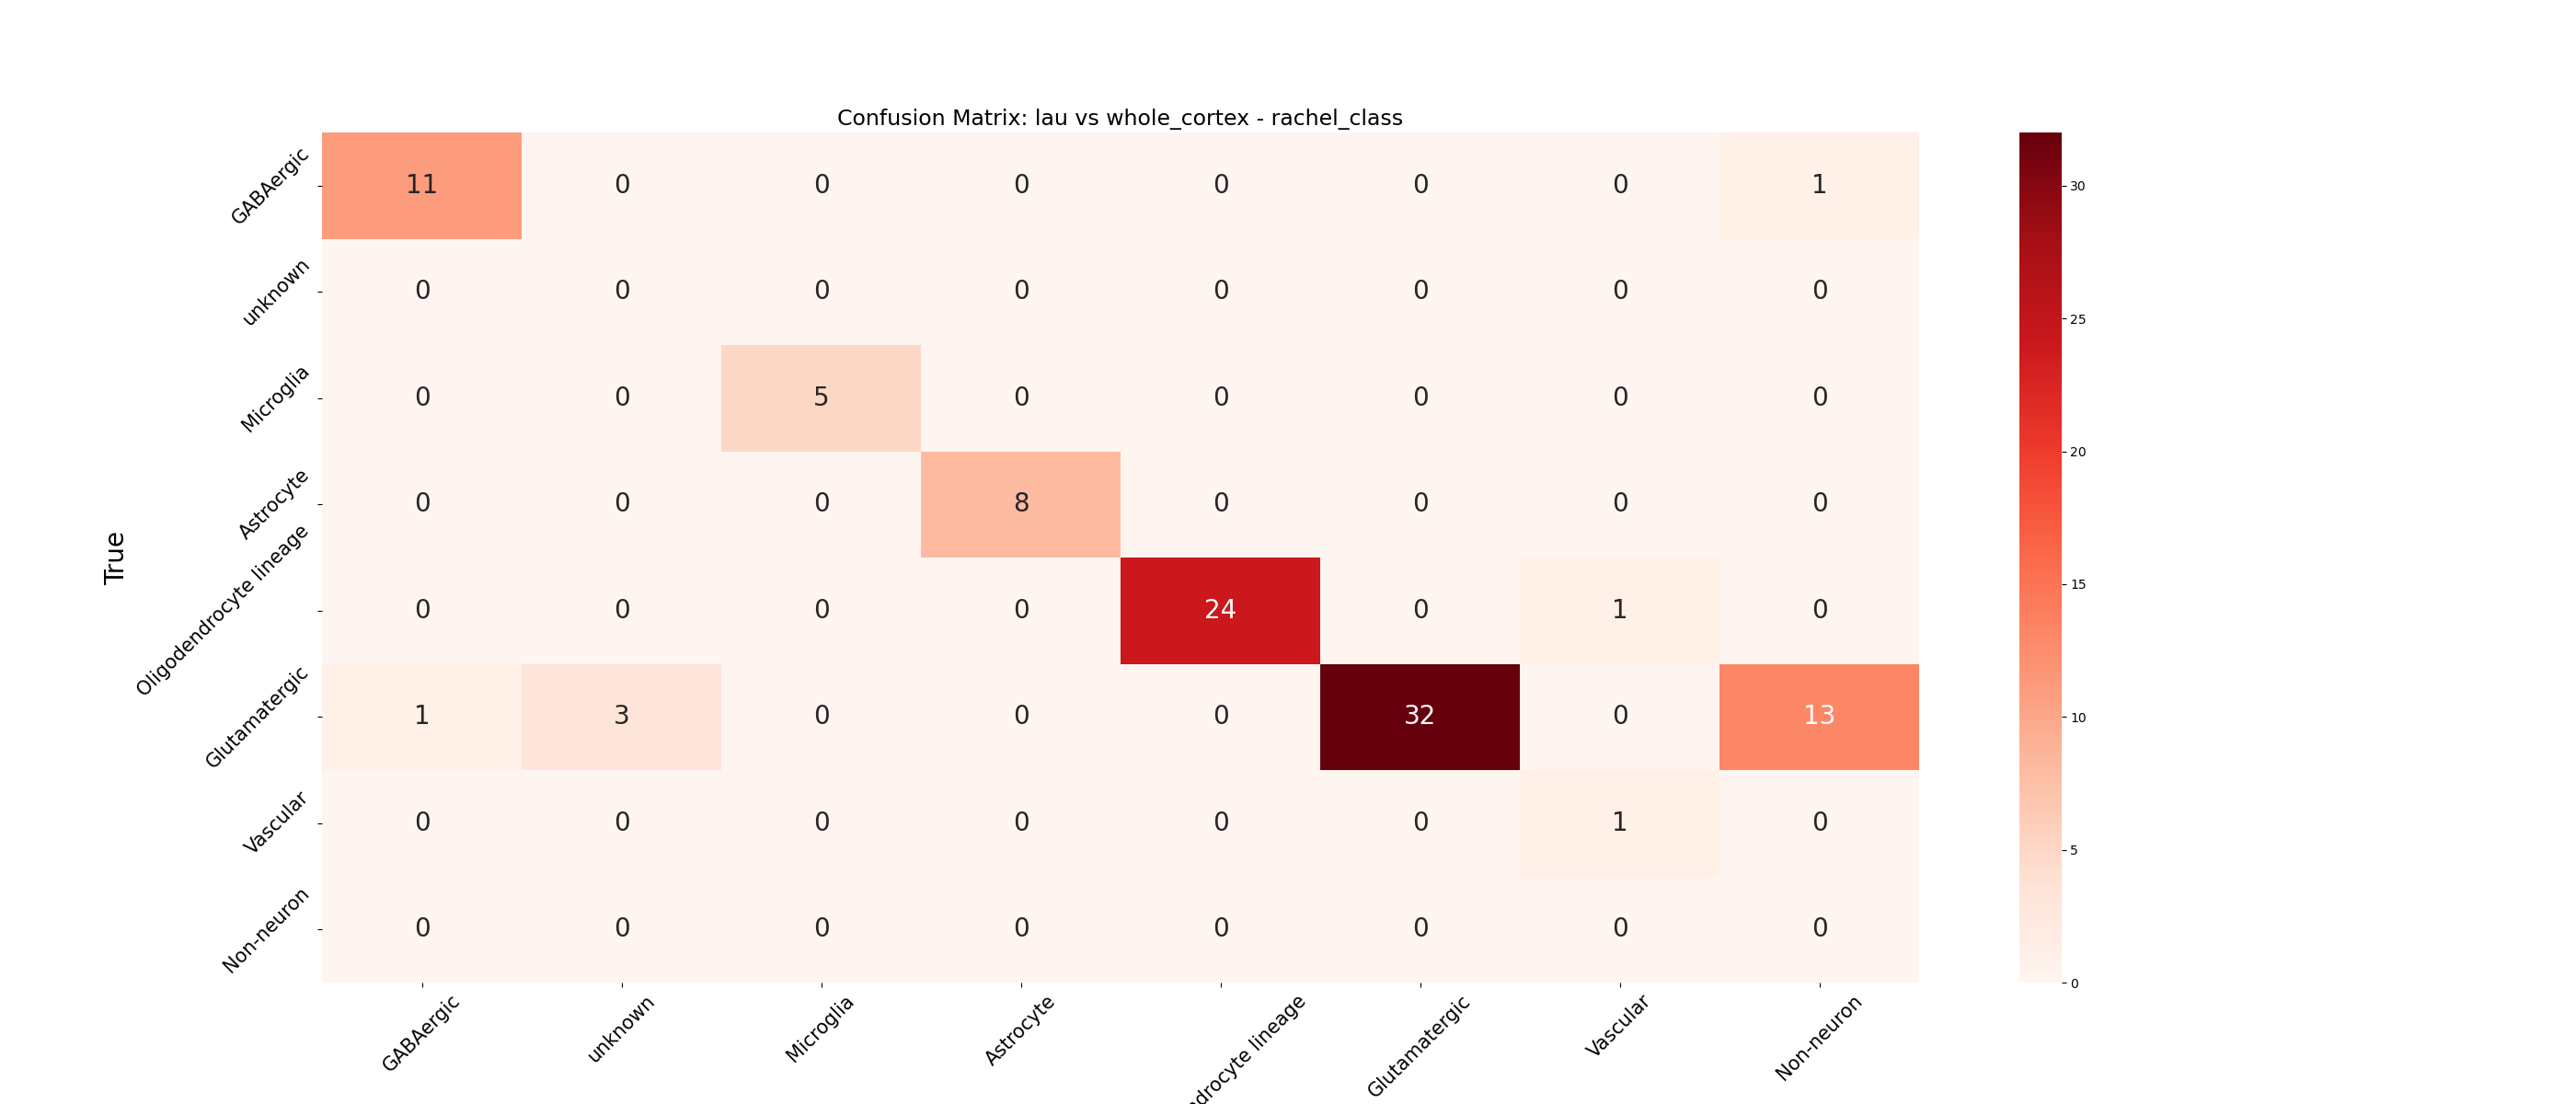 Confusion Matrix: lau vs whole_cortex - rachel_class
True
GABAergic 11 0 0 0 0 0 0 1
unknown 0 0 0 0 0 0 0 0
Microglia 0 0 5 0 0 0 0 0
Astrocyte 0 0 0 8 0 0 0 0
Oligodendrocyte lineage 0 0 0 0 24 0 1 0
Glutamatergic 1 3 0 0 0 32 0 13
Vascular 0 0 0 0 0 0 1 0
Non-neuron 0 0 0 0 0 0 0 0
GABAergic unknown Microglia Astrocyte ndrocyte lineage Glutamatergic Vascular Non-neuron
30
25
20
15
10
5
0